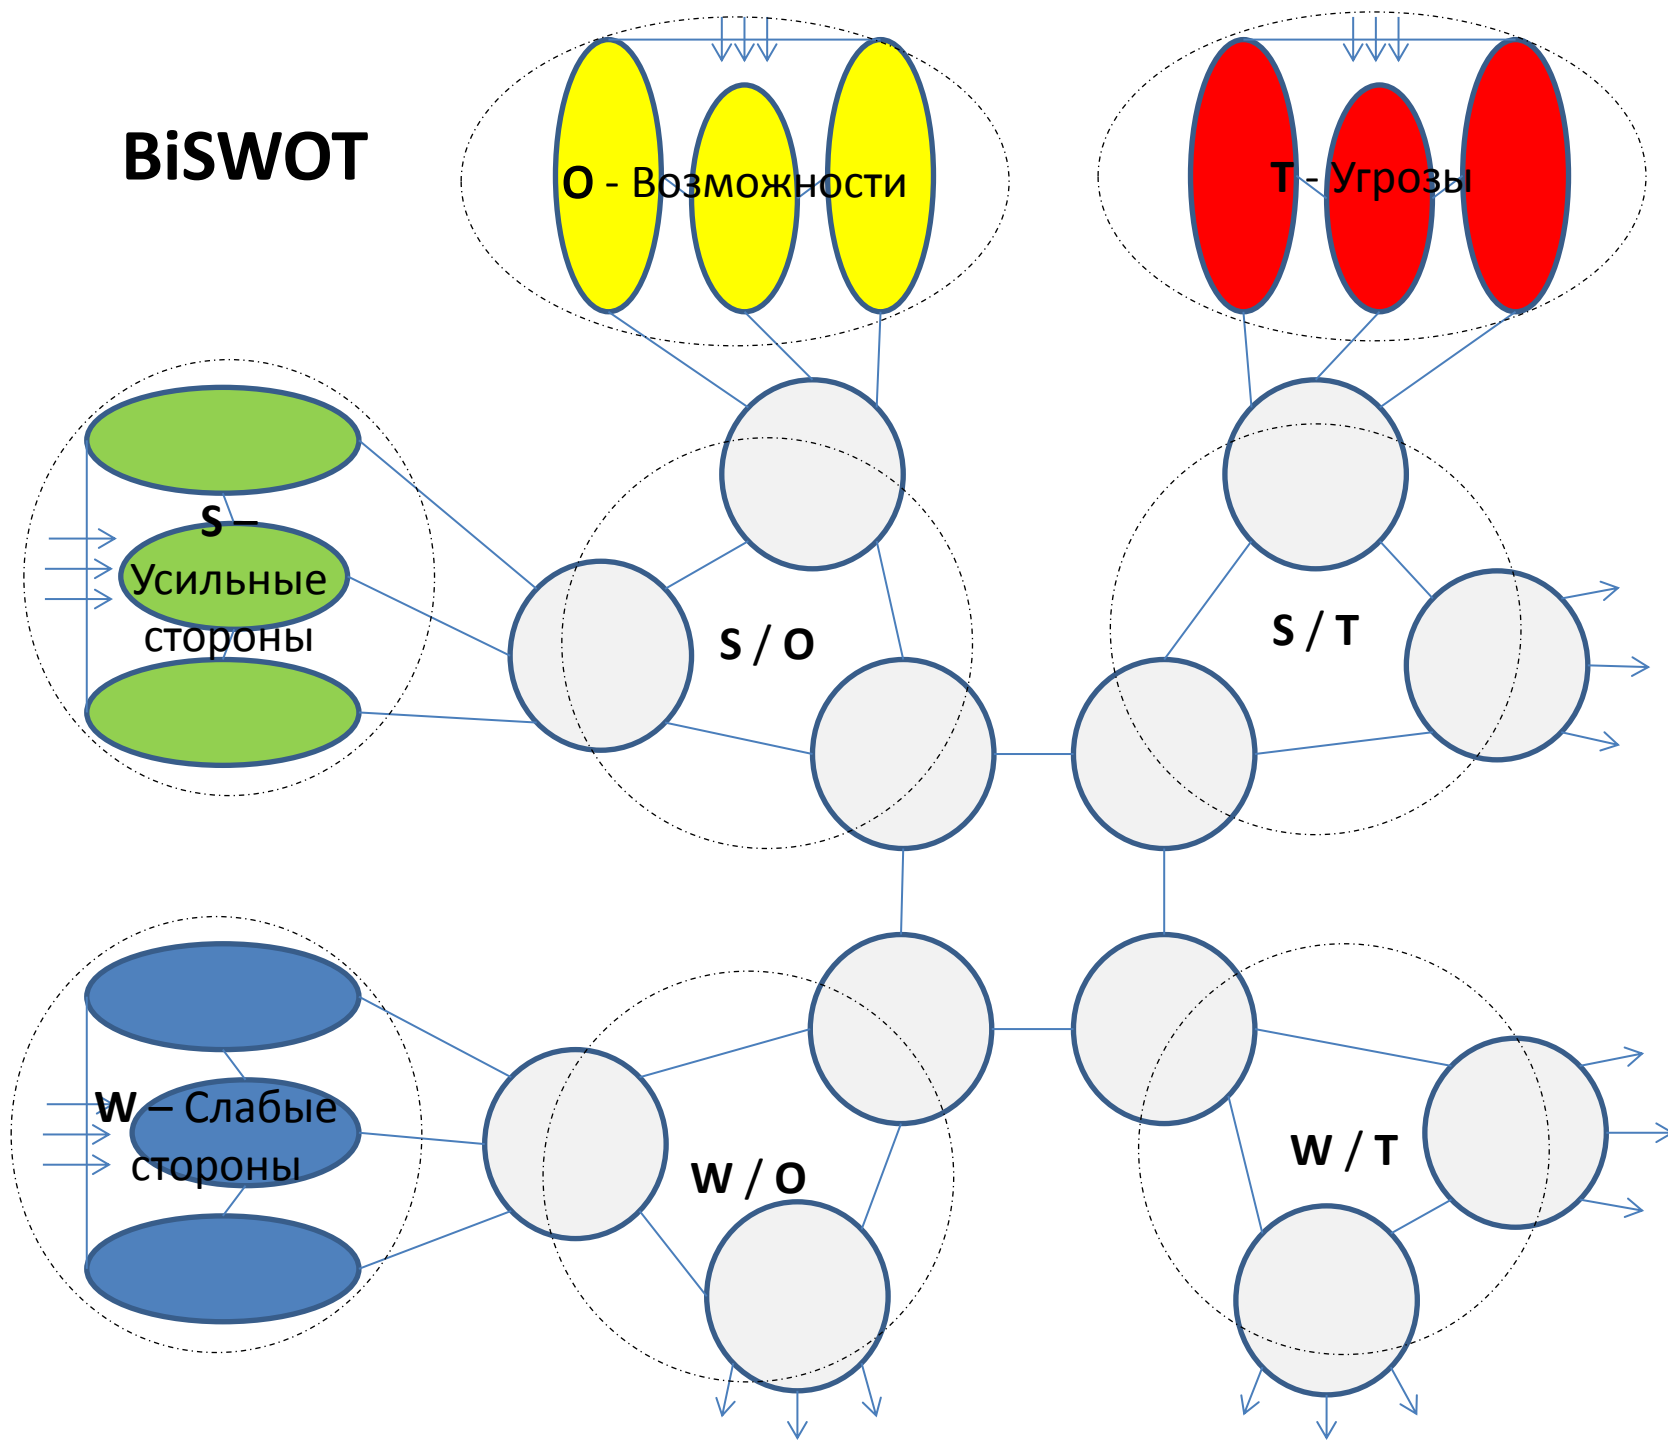 BiSWOT
O - Возможности
T - Угрозы
S –
Усильные
стороны
S / O
S / T
W – Слабые
стороны
W / O
W / T